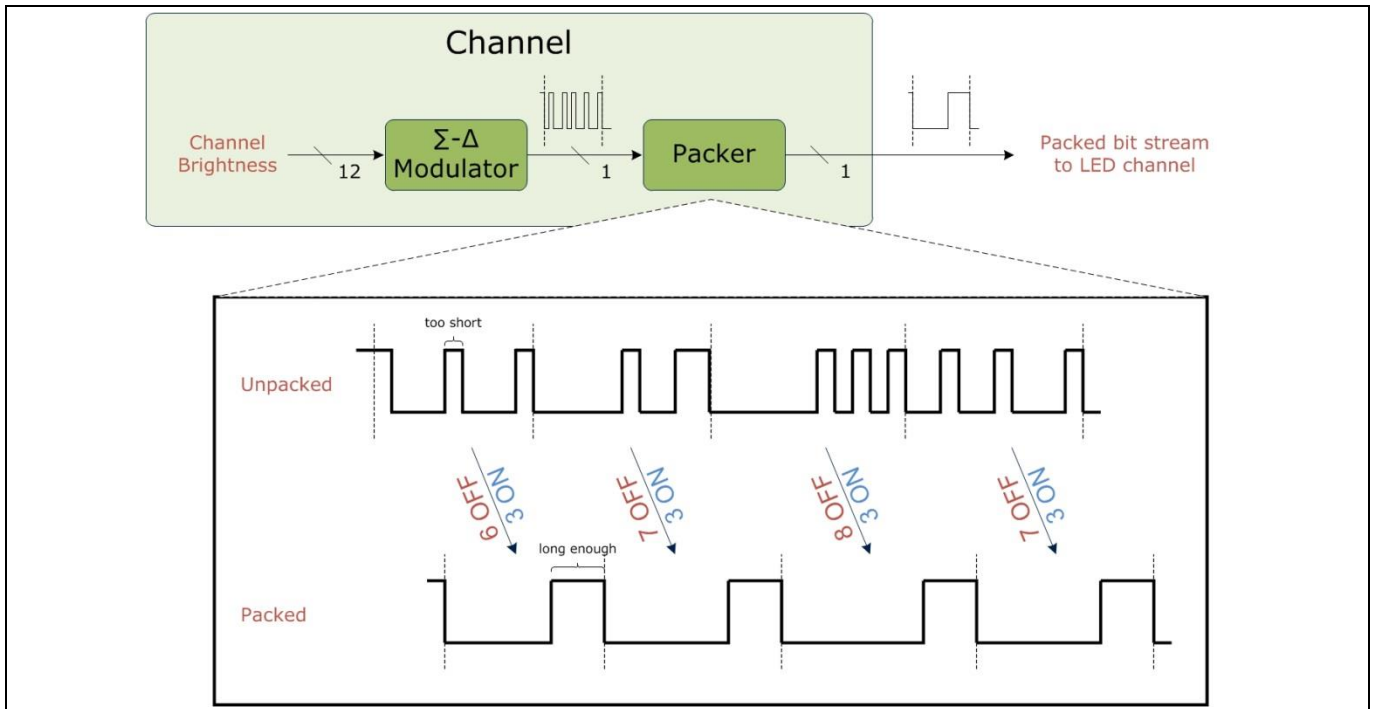 Channel
Channel
Brightness
12
Σ-Δ
Modulator
1
Packer
1
Packed bit stream
to LED channel
too short
Unpacked
6 OFF
3 ON
7 OFF
3 ON
8 OFF
3 ON
7 OFF
3 ON
long enough
Packed